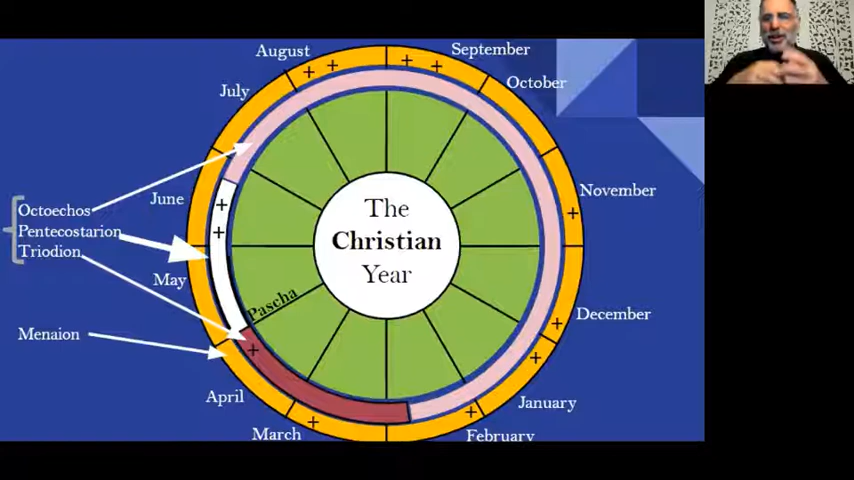 August
September
July
October
June
November
Octoechos
Pentecostarion
Triodion
The
Christian
Year
May
Pascha
Menaion
December
April
January
March
February